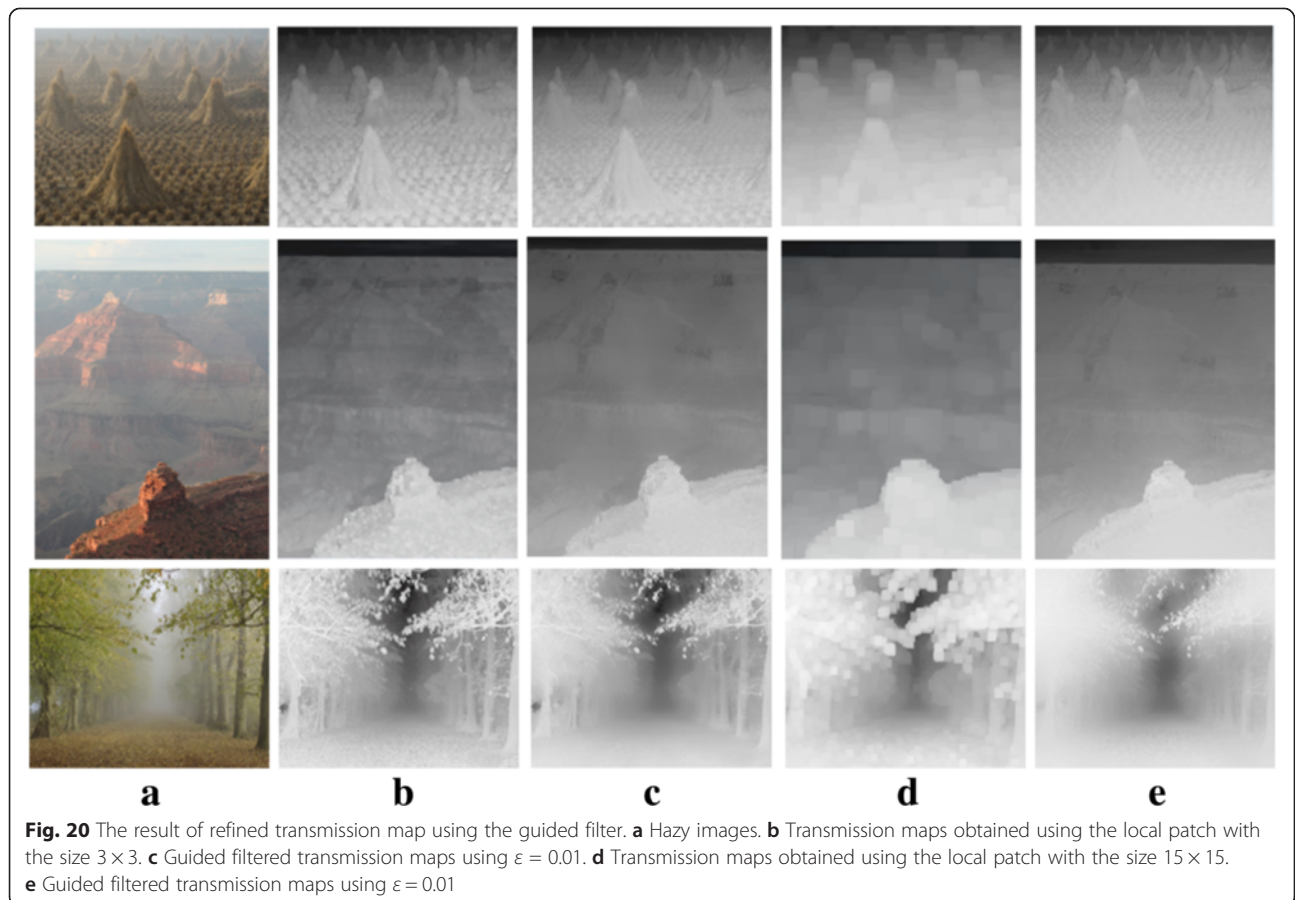 a b c d e
Fig. 20 The result of refined transmission map using the guided filter. a Hazy images. b Transmission maps obtained using the local patch with
the size 3 × 3. c Guided filtered transmission maps using ε = 0.01. d Transmission maps obtained using the local patch with the size 15 × 15.
e Guided filtered transmission maps using ε = 0.01